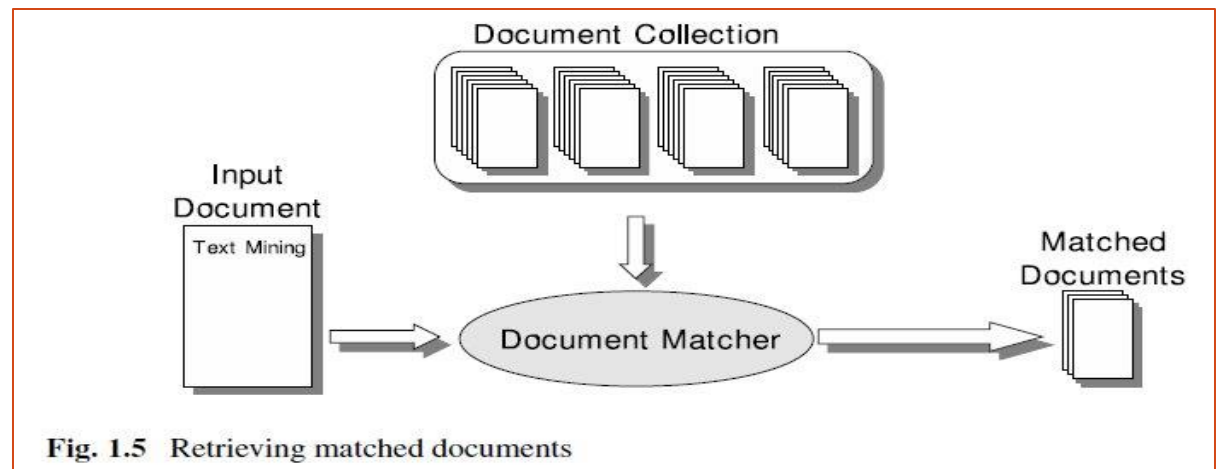 Document Collection
Input
Document
Text Mining
Matched
Documents
Document Matcher
Fig. 1.5 Retrieving matched documents